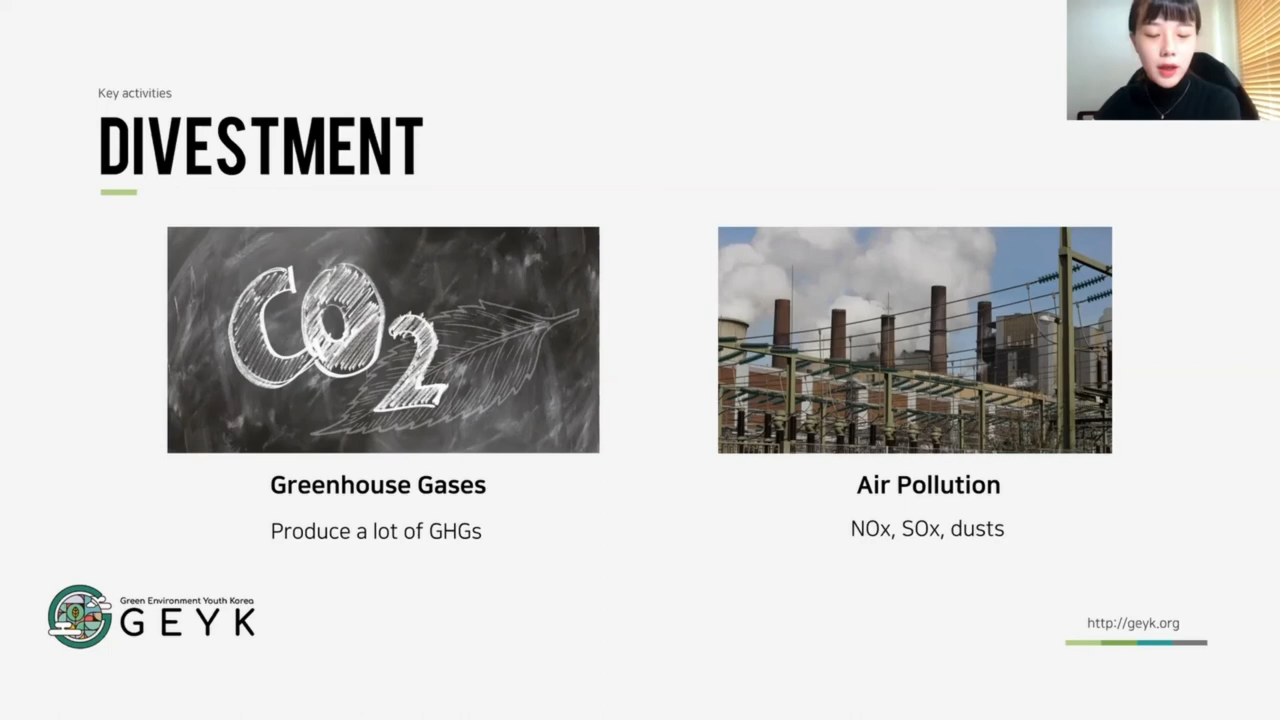 Key activities
DIVESTMENT
CO2
Greenhouse Gases
Produce a lot of GHGs
Air Pollution
NOx, SOx, dusts
Green Environment Youth Korea
GEYK
http://geyk.org